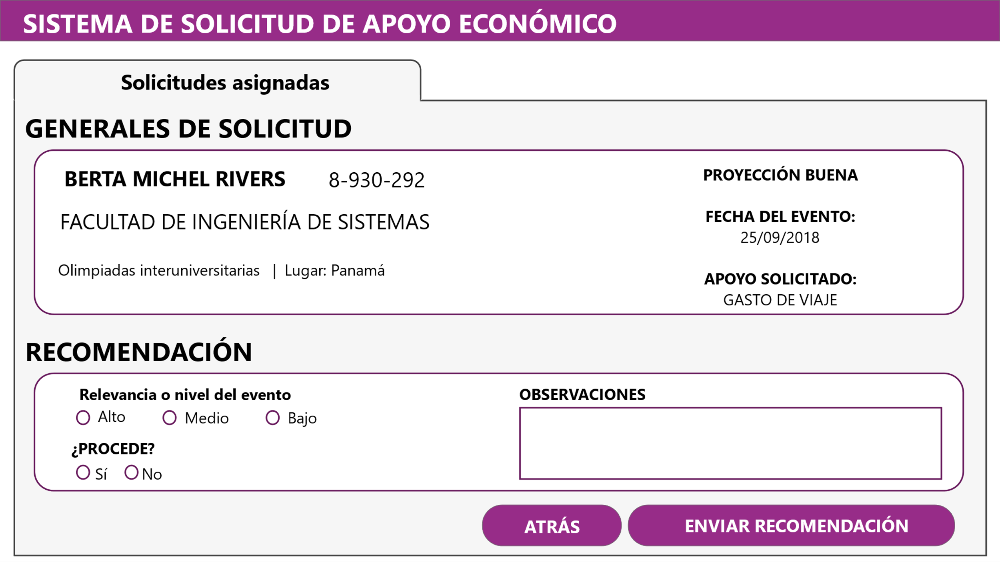 SISTEMA DE SOLICITUD DE APOYO ECONÓMICO
Solicitudes asignadas
GENERALES DE SOLICITUD
BERTA MICHEL RIVERS 8-930-292
FACULTAD DE INGENIERÍA DE SISTEMAS
Olimpiadas interuniversitarias | Lugar: Panamá
PROYECCIÓN BUENA
FECHA DEL EVENTO:
25/09/2018
APOYO SOLICITADO:
GASTO DE VIAJE
RECOMENDACIÓN
Relevancia o nivel del evento
Alto Medio Bajo
¿PROCEDE?
Sí No
OBSERVACIONES
ATRÁS
ENVIAR RECOMENDACIÓN